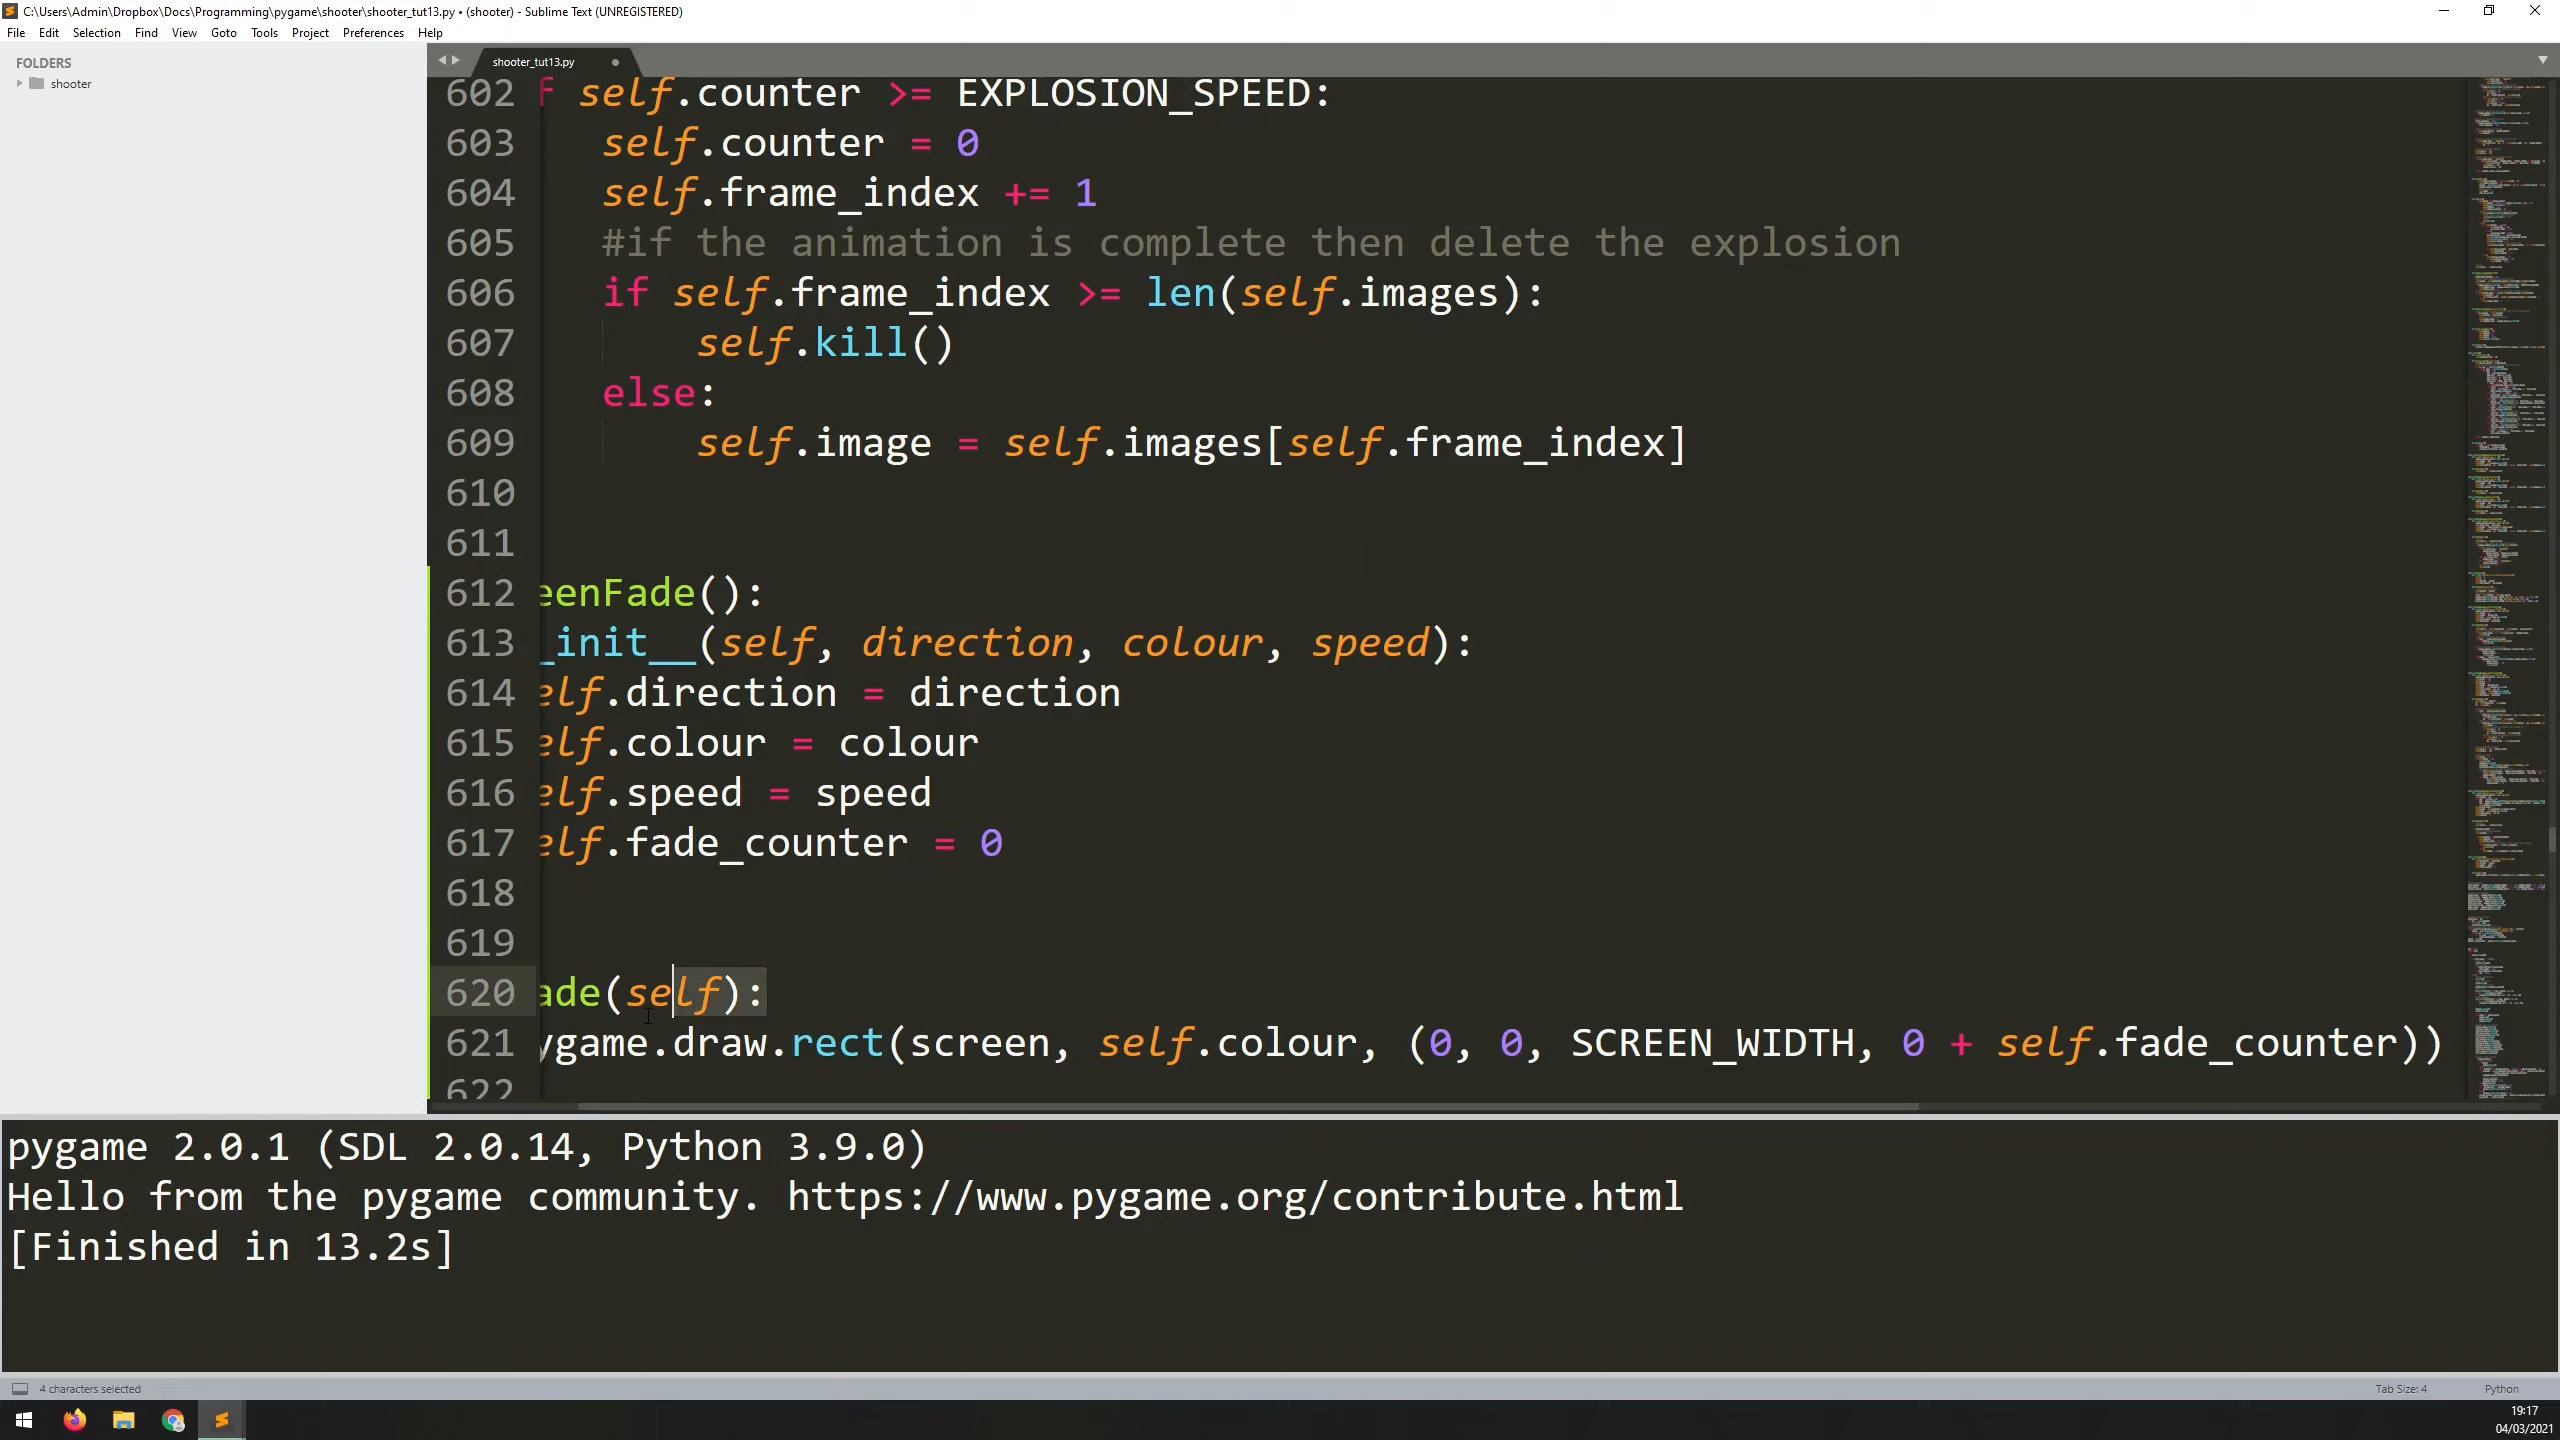 C:\Users\Admin\Dropbox\Docs\Programming\pygame\shooter\shooter_tut13.py • (shooter) - Sublime Text (UNREGISTERED)
File Edit Selection Find View Goto Tools Project Preferences Help
FOLDERS
shooter
shooter_tut13.py
602 f self.counter >= EXPLOSION_SPEED:
603 self.counter = 0
604 self.frame_index += 1
605 #if the animation is complete then delete the explosion
606 if self.frame_index >= len(self.images):
607 self.kill()
608 else:
609 self.image = self.images[self.frame_index]
610
611
612 eenFade():
613 _init__(self, direction, colour, speed):
614 elf.direction = direction
615 elf.colour = colour
616 elf.speed = speed
617 elf.fade_counter = 0
618
619
620 ade(self):
621 ygame.draw.rect(screen, self.colour, (0, 0, SCREEN_WIDTH, 0 + self.fade_counter))
622
pygame 2.0.1 (SDL 2.0.14, Python 3.9.0)
Hello from the pygame community. https://www.pygame.org/contribute.html
[Finished in 13.2s]
4 characters selected
Tab Size: 4
Python
19:17
04/03/2021